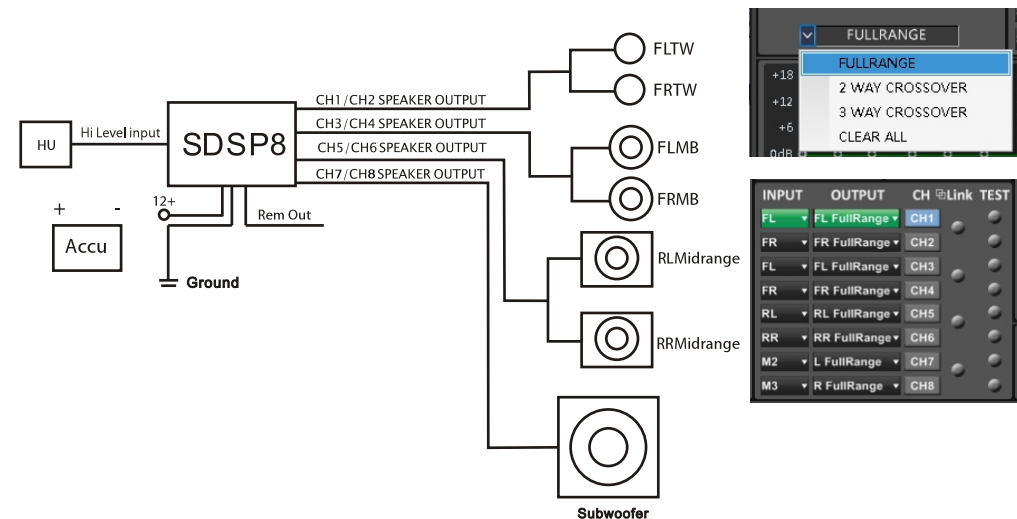 HU
Hi Level input
SDSP8
CH1/CH2 SPEAKER OUTPUT
CH3/CH4 SPEAKER OUTPUT
CH5/CH6 SPEAKER OUTPUT
CH7/CH8 SPEAKER OUTPUT
FLTW
FRTW
FLMB
FRMB
RLMidrange
RRMidrange
Subwoofer
12+
Rem Out
+ -
Accu
Ground
FULLRANGE
FULLRANGE
2 WAY CROSSOVER
3 WAY CROSSOVER
CLEAR ALL
+18
+12
+6
0dB
INPUT OUTPUT CH Link TEST
FL FL FullRange CH1
FR FR FullRange CH2
FL FL FullRange CH3
FR FR FullRange CH4
RL RL FullRange CH5
RR RR FullRange CH6
M2 L FullRange CH7
M3 R FullRange CH8